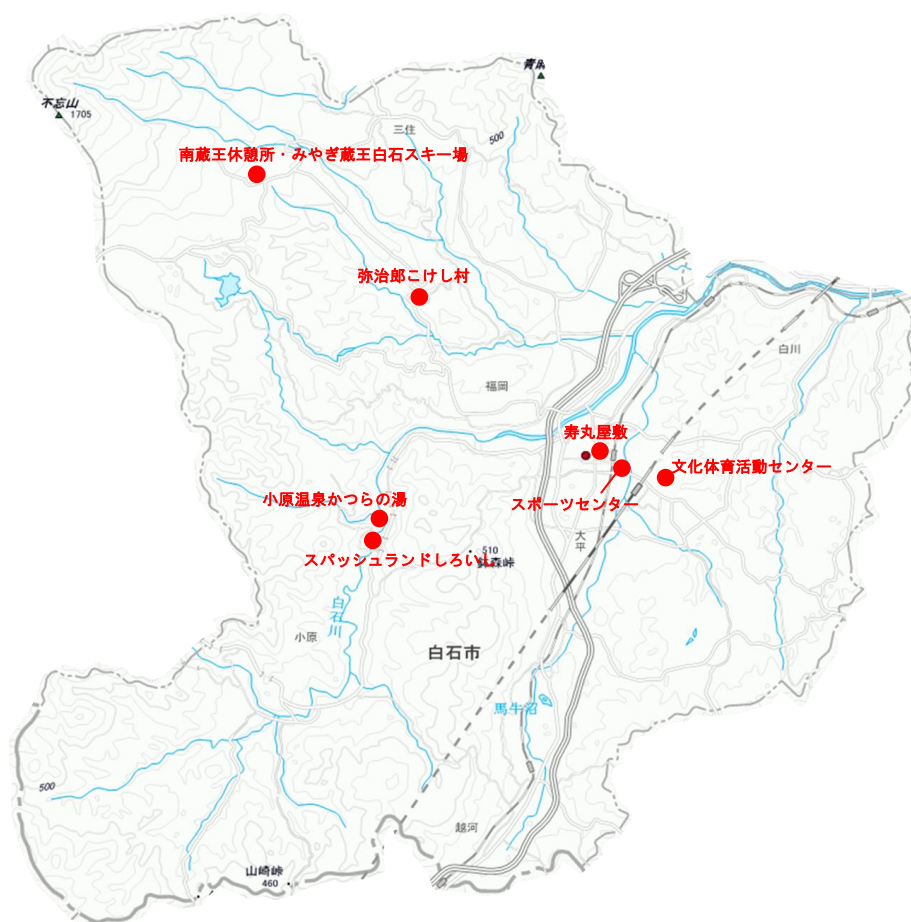 青麻
不忘山
1705
三住
500
南蔵王休憩所・みやぎ蔵王白石スキー場
弥治郎こけし村
白川
福岡
寿丸屋敷
文化体育活動センター
スポーツセンター
小原温泉かつらの湯
大平
510
鉢森峠
スパッシュランドしろいし
白石川
小原
白石市
馬牛沼
500
越河
山崎峠
460